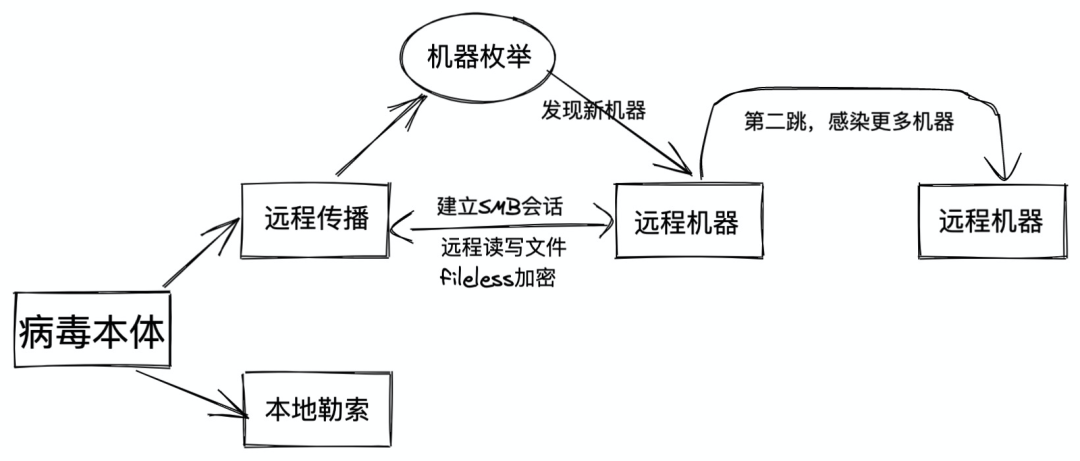 机器枚举
发现新机器
第二跳，感染更多机器
远程传播
建立SMB会话
远程读写文件
fileless加密
远程机器
远程机器
病毒本体
本地勒索